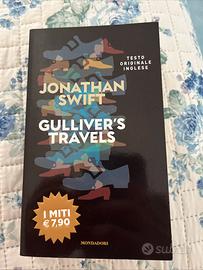 TESTO
ORIGINALE
INGLESE
JONATHAN
SWIFT
GULLIVER'S
TRAVELS
I MITI
€ 7,90
MONDADORI